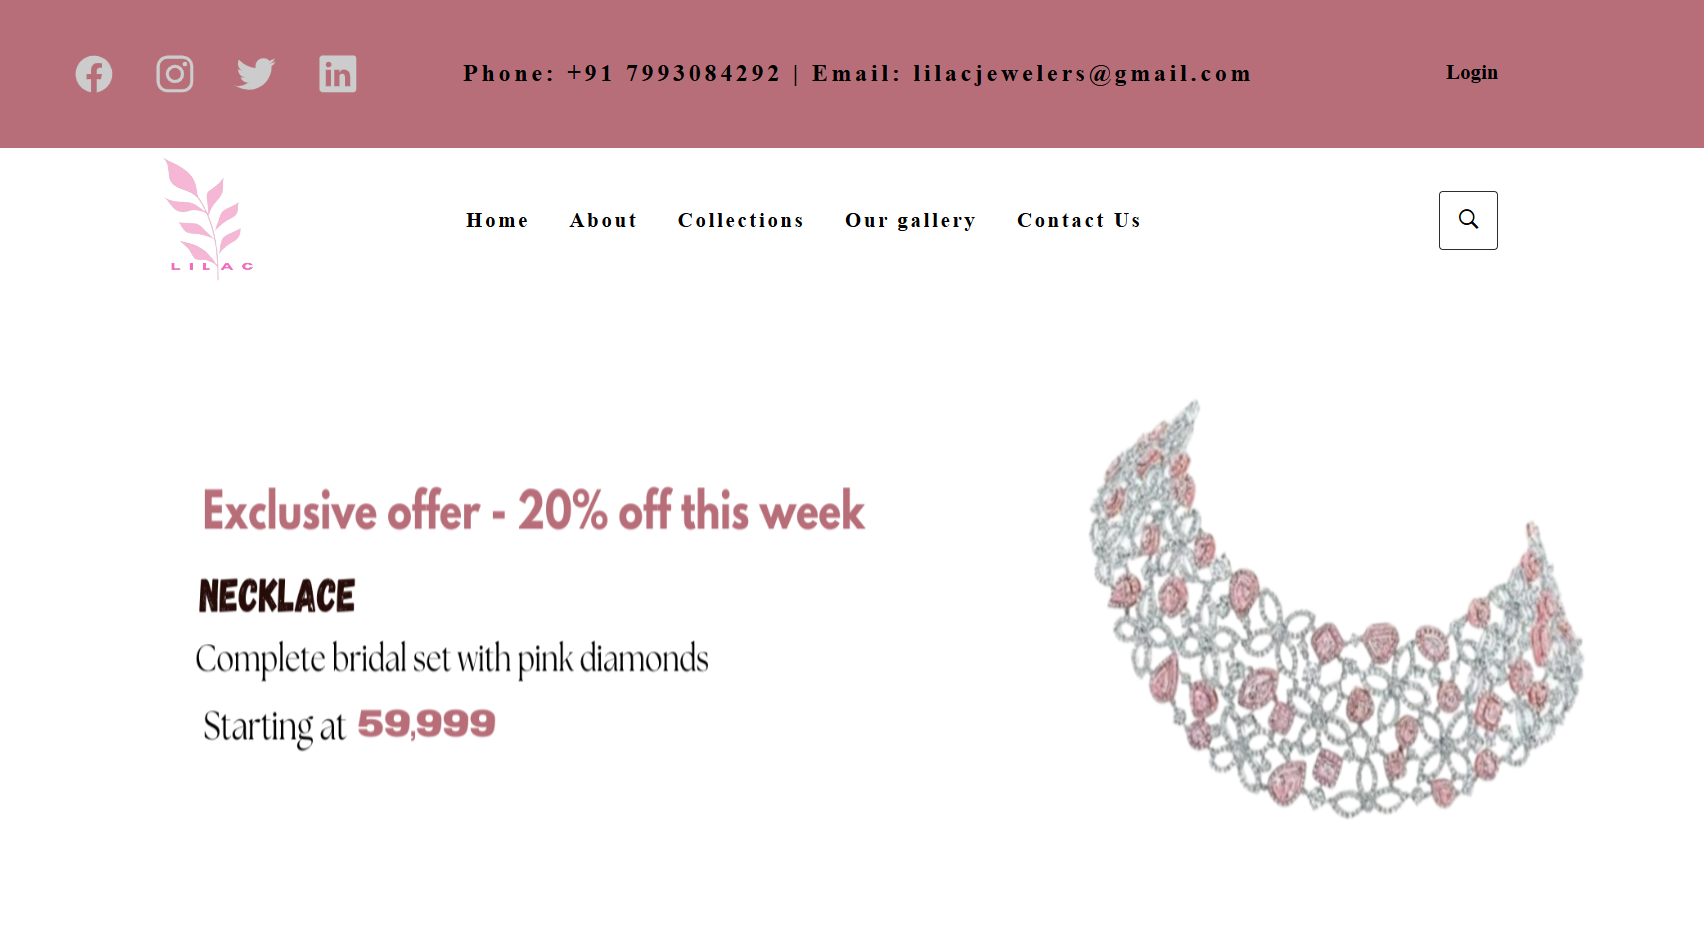 Phone: +91 7993084292 | Email: lilacjewelers@gmail.com
Login
LILAC
Home About Collections Our gallery Contact Us
Exclusive offer - 20% off this week
NECKLACE
Complete bridal set with pink diamonds
Starting at 59,999